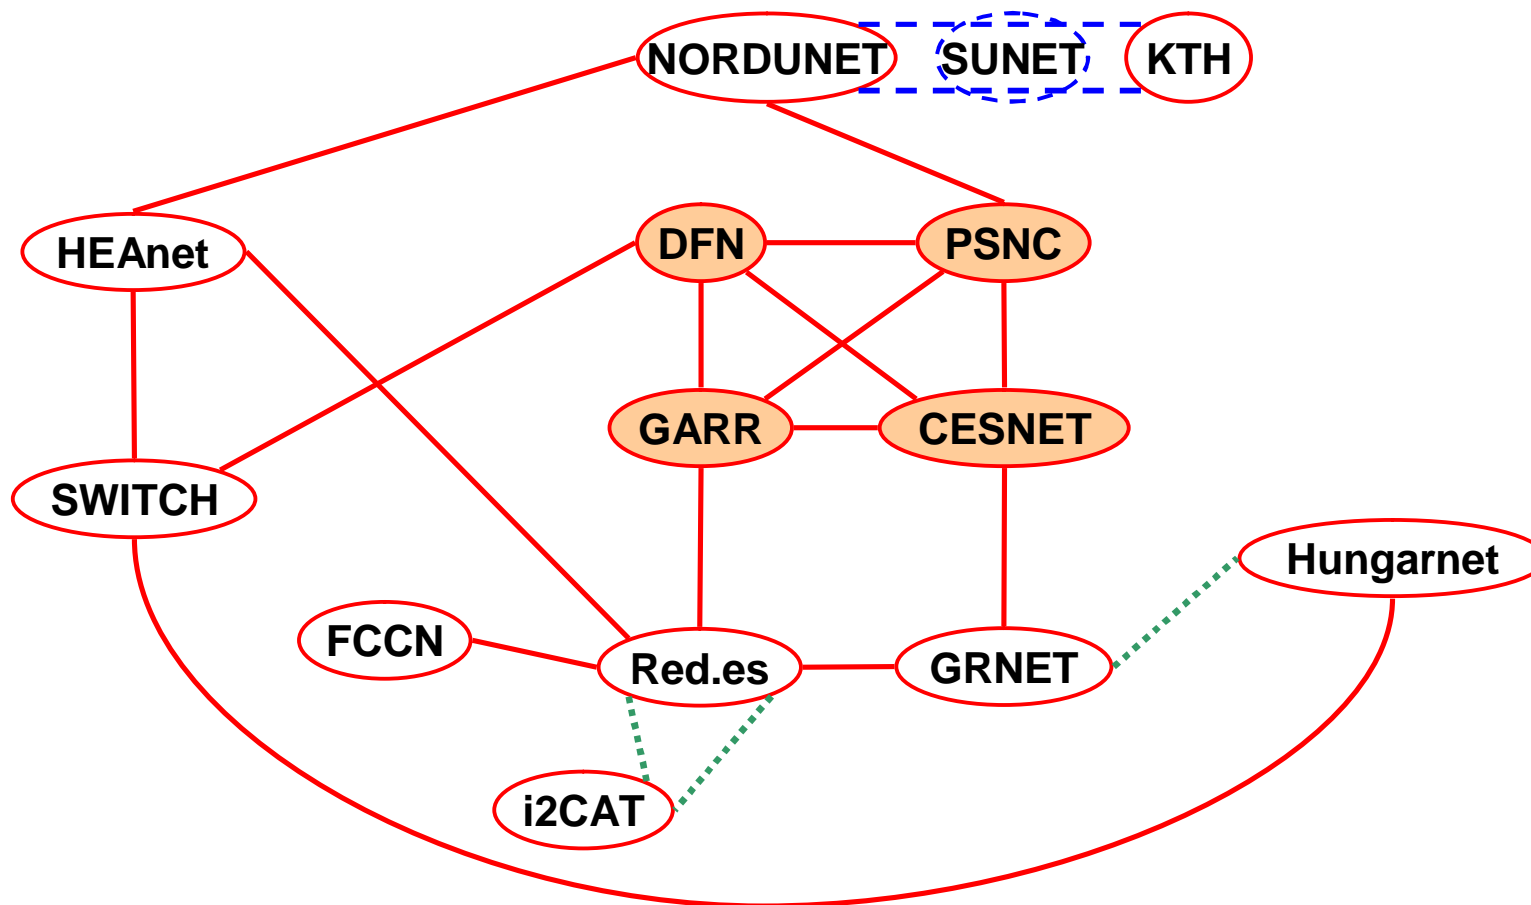 NORDUNET SUNET KTH
HEAnet DFN PSNC
GARR CESNET
SWITCH
Hungarnet
FCCN Red.es GRNET
i2CAT